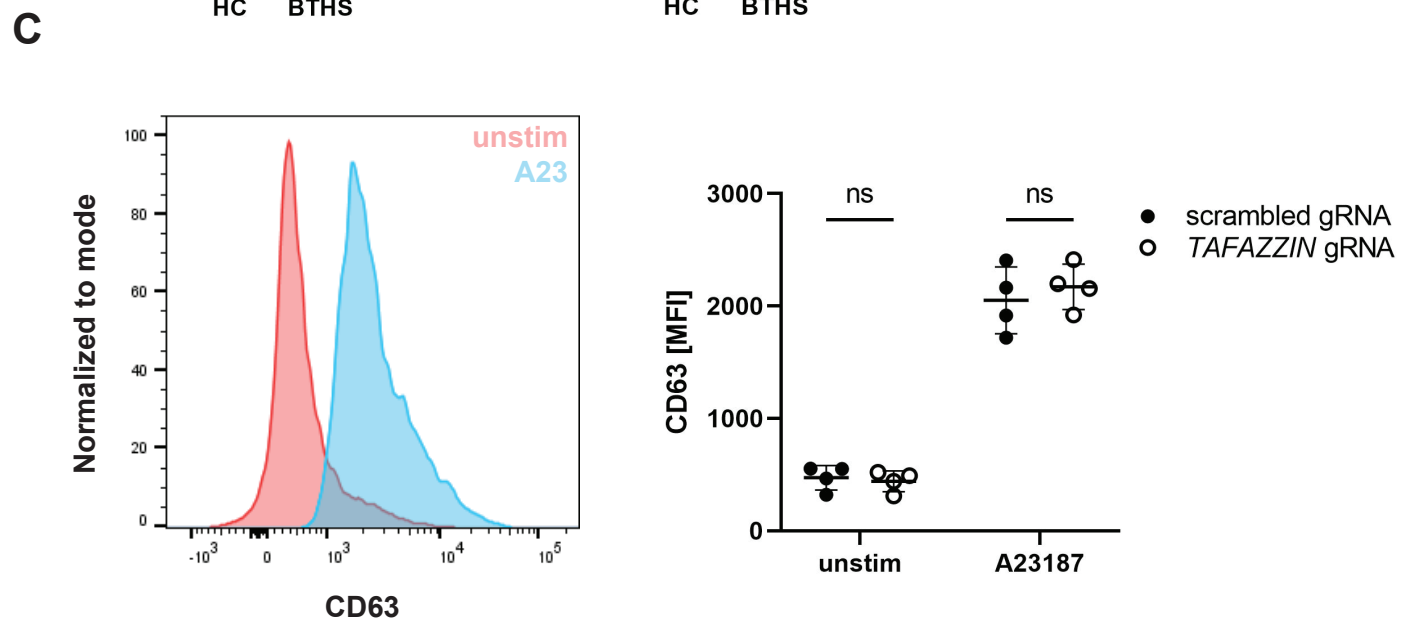 HC BTHS
HC BTHS
C
unstim
A23
Normalized to mode
100
80
60
40
20
0
-10³ 0 10³ 10⁴ 10⁵
CD63
ns ns
scrambled gRNA
TAFAZZIN gRNA
CD63 [MFI]
3000
2000
1000
0
unstim A23187